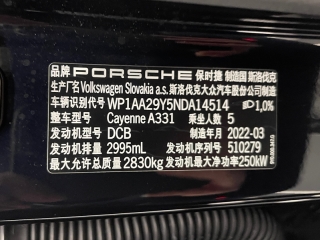 品牌 PORSCHE 保时捷 制造国 斯洛伐克
生产厂名 Volkswagen Slovakia a.s. 斯洛伐克大众汽车股份公司制造
车辆识别代号 WP1AA29Y5NDA14514 1,0%
整车型号 Cayenne A331 乘坐人数 5
发动机型号 DCB 制造年月 2022-03
发动机排量 2995mL 发动机序列号 510279
最大允许总质量 2830kg 发动机最大净功率 250kW